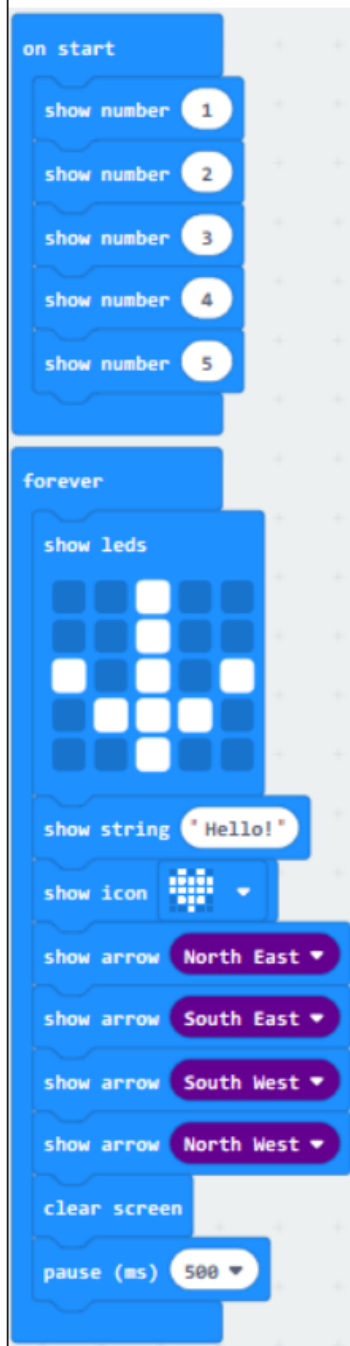 on start
show number 1
show number 2
show number 3
show number 4
show number 5
forever
show leds
show string "Hello!"
show icon
show arrow North East
show arrow South East
show arrow South West
show arrow North West
clear screen
pause (ms) 500